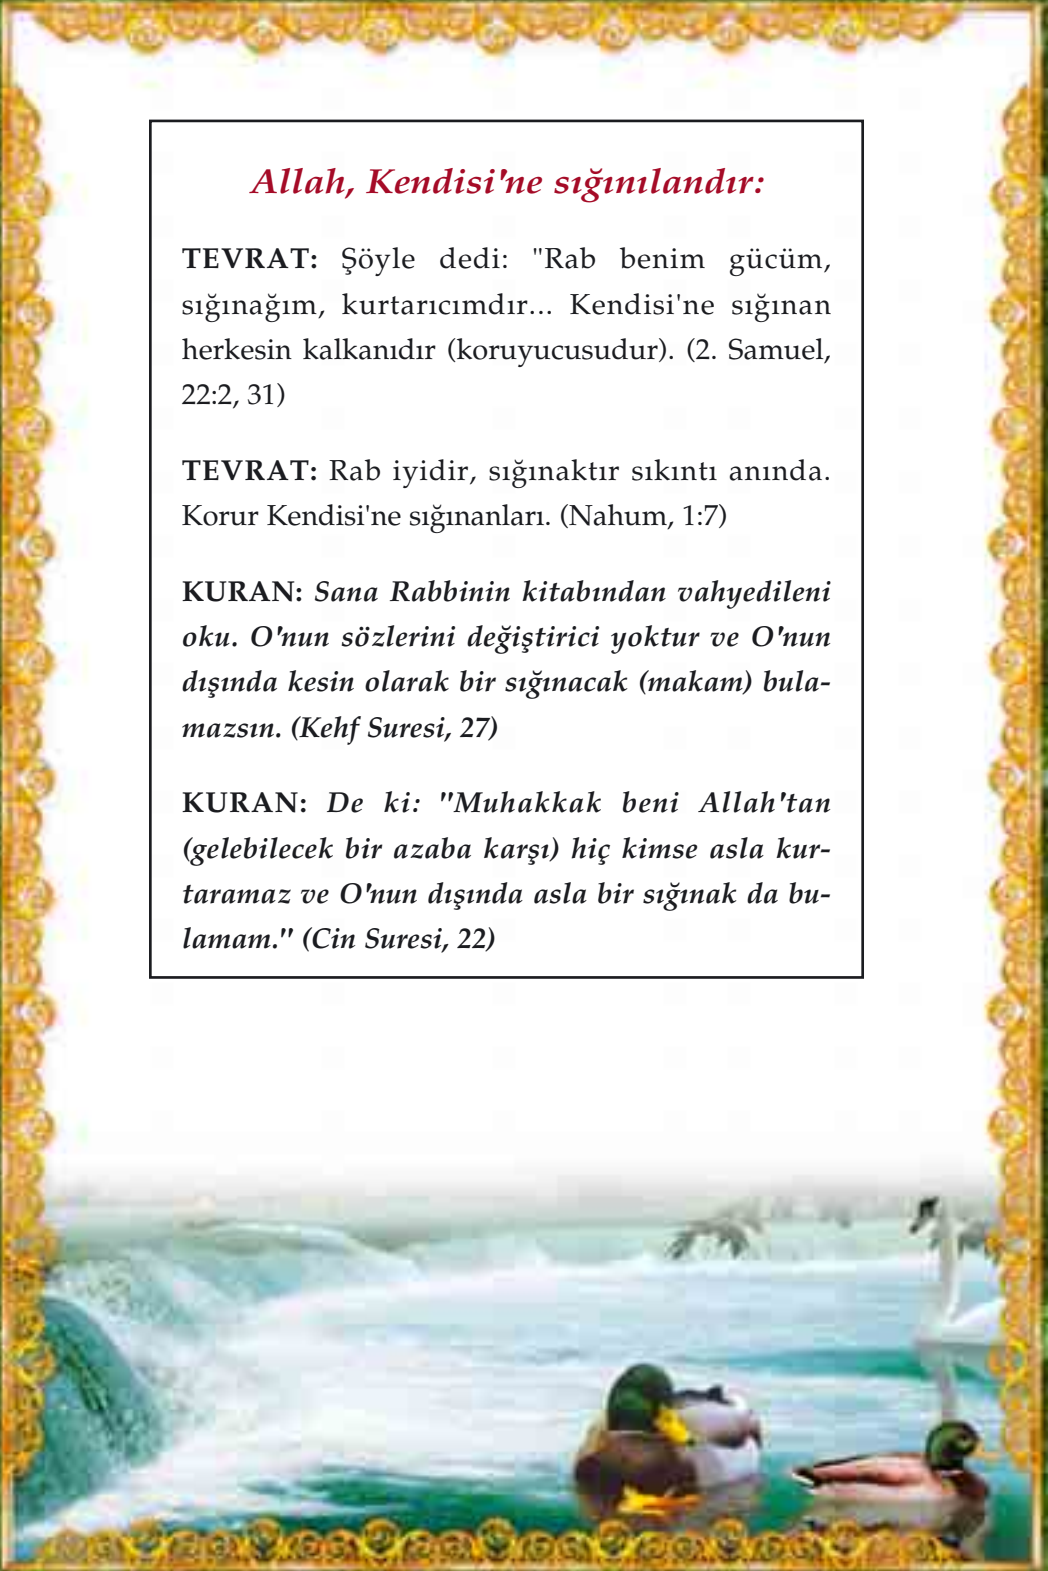 Allah, Kendisi'ne sığınılandır:
TEVRAT: Şöyle dedi: "Rab benim gücüm,
sığınağım, kurtarıcımdır... Kendisi'ne sığınan
herkesin kalkanıdır (koruyucusudur). (2. Samuel,
22:2, 31)
TEVRAT: Rab iyidir, sığınaktır sıkıntı anında.
Korur Kendisi'ne sığınanları. (Nahum, 1:7)
KURAN: Sana Rabbinin kitabından vahyedileni
oku. O'nun sözlerini değiştirici yoktur ve O'nun
dışında kesin olarak bir sığınacak (makam) bula-
mazsın. (Kehf Suresi, 27)
KURAN: De ki: "Muhakkak beni Allah'tan
(gelebilecek bir azaba karşı) hiç kimse asla kur-
taramaz ve O'nun dışında asla bir sığınak da bu-
lamam." (Cin Suresi, 22)